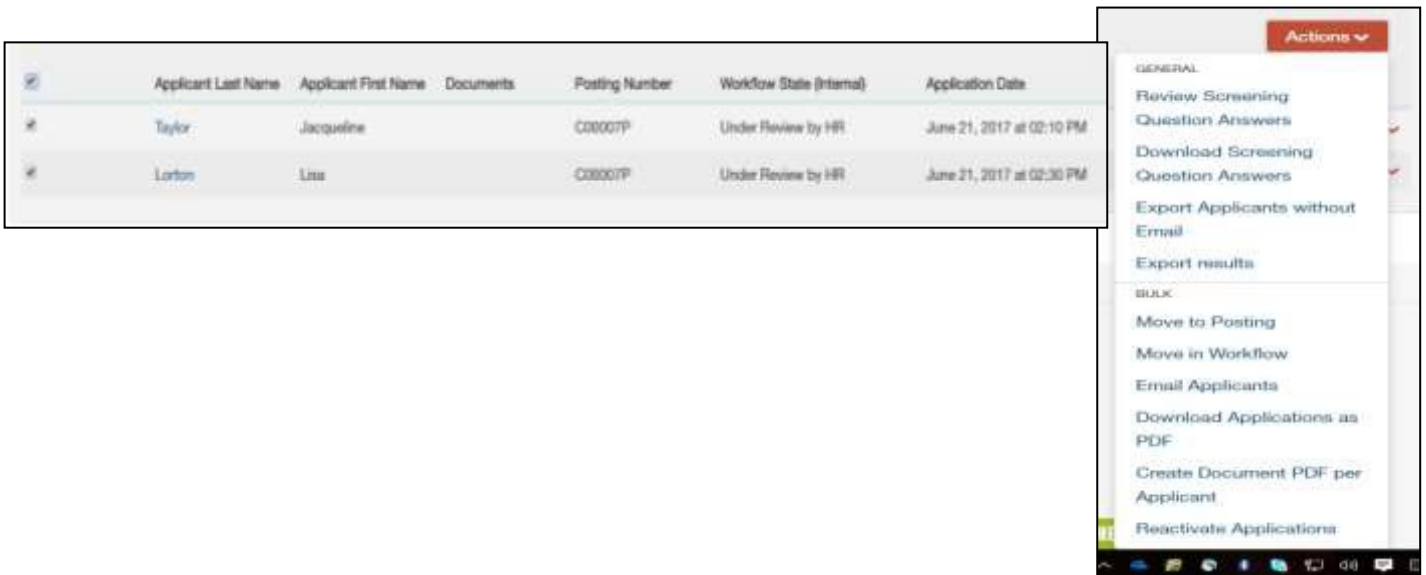 Applicant Last Name Applicant First Name Documents Posting Number Workflow State (Internal) Application Date
Taylor Jacqueline C00007P Under Review by HR June 21, 2017 at 02:10 PM
Lorton Lisa C00007P Under Review by HR June 21, 2017 at 02:30 PM
Actions
GENERAL
Review Screening
Question Answers
Download Screening
Question Answers
Export Applicants without
Email
Export results
BULK
Move to Posting
Move in Workflow
Email Applicants
Download Applications as
PDF
Create Document PDF per
Applicant
Reactivate Applications